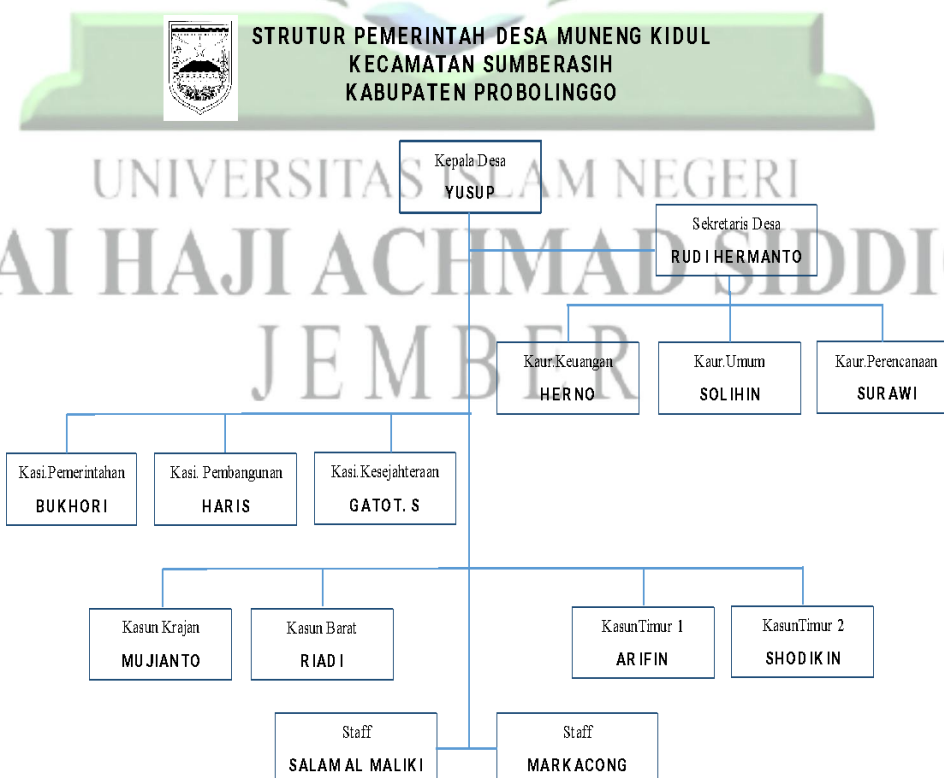 STRUTUR PEMERINTAH DESA MUNENG KIDUL
KECAMATAN SUMBERASIH
KABUPATEN PROBOLINGGO
UNIVERSITAS ISLAM NEGERI
AI HAJI ACHMAD SIDDI
JEMBER
Kepala Desa
YUSUP
Sekretaris Desa
RUDI HERMANTO
Kaur.Keuangan
HERNO
Kaur.Umum
SOLIHIN
Kaur.Perencanaan
SURAWI
Kasi.Pemerintahan
BUKHORI
Kasi. Pembangunan
HARIS
Kasi.Kesejahteraan
GATOT. S
Kasun Krajan
MUJIANTO
Kasun Barat
RIADI
KasunTimur 1
ARIFIN
KasunTimur 2
SHODIKIN
Staff
SALAM AL MALIKI
Staff
MARKACONG